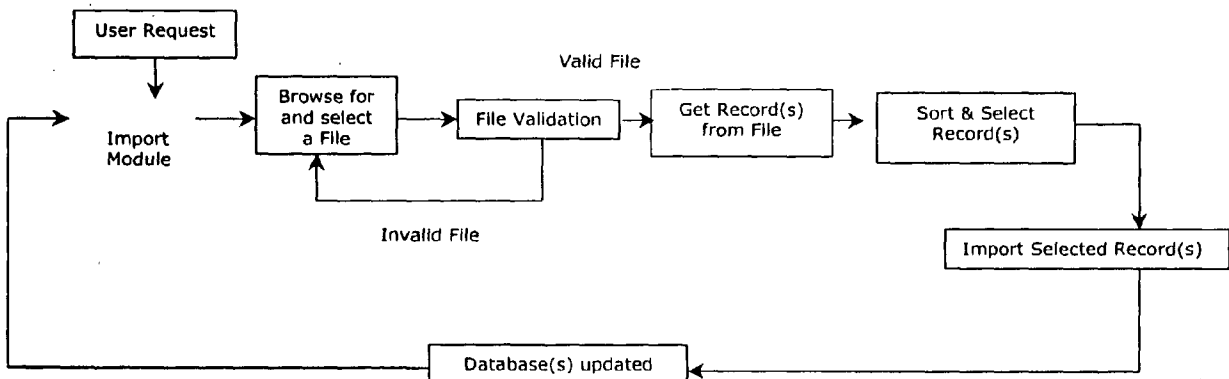 User Request
Valid File
Browse for
and select
a File
File Validation
Get Record(s)
from File
Sort & Select
Record(s)
Import
Module
Invalid File
Import Selected Record(s)
Database(s) updated